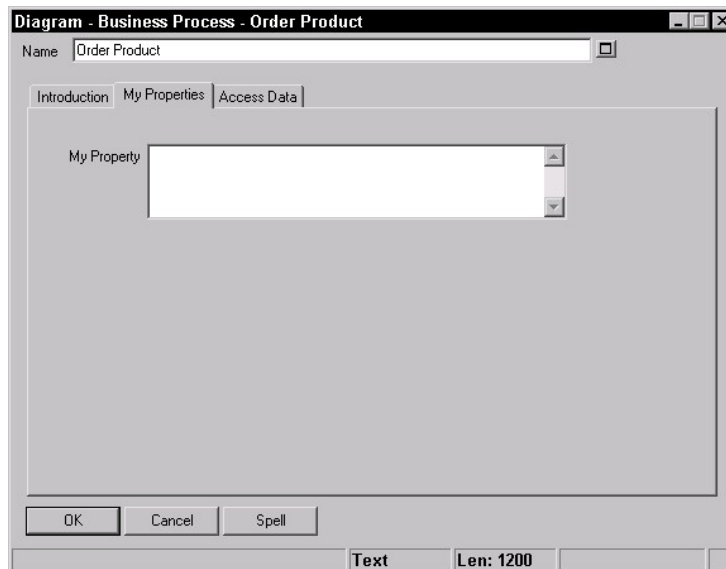 Diagram - Business Process - Order Product
Name Order Product
Introduction My Properties Access Data
My Property
OK Cancel Spell
Text Len: 1200